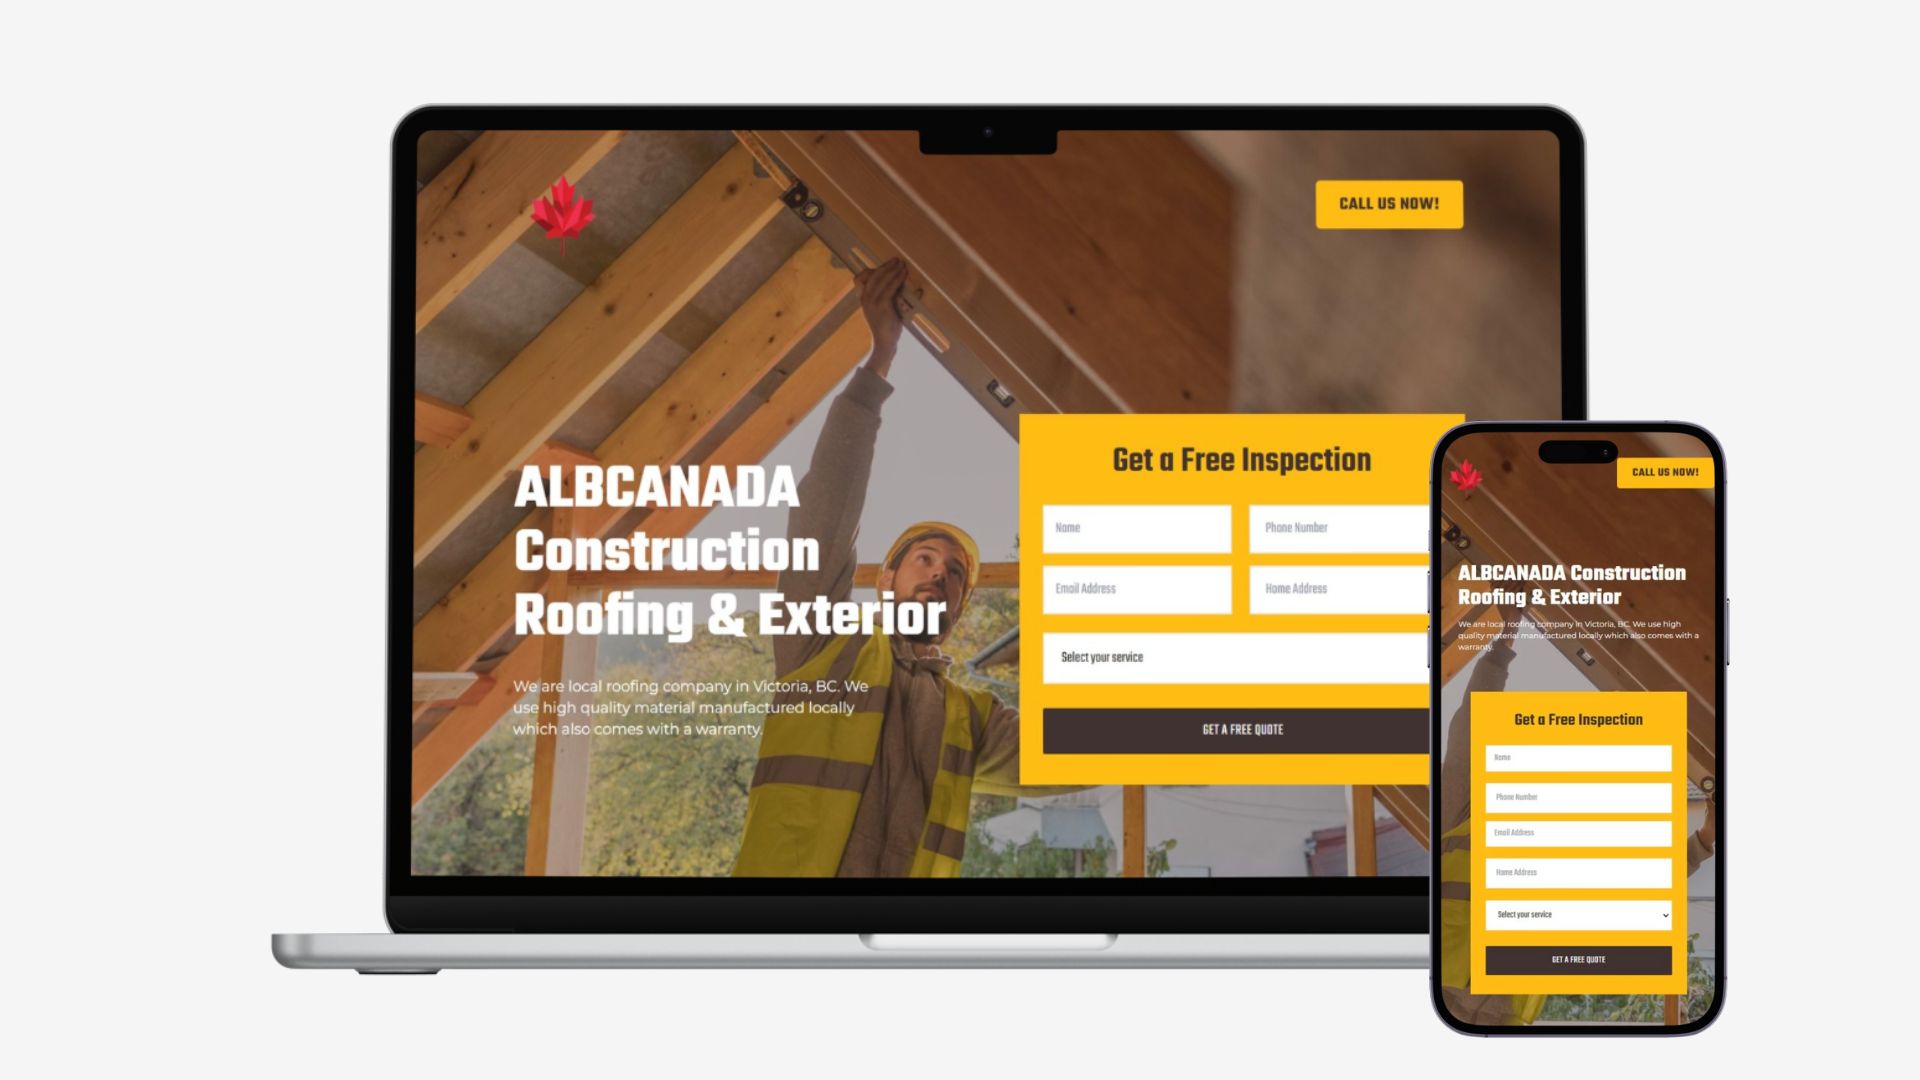 CALL US NOW!
ALBCANADA
Construction
Roofing & Exterior
We are local roofing company in Victoria, BC. We
use high quality material manufactured locally
which also comes with a warranty.
Get a Free Inspection
Name
Phone Number
Email Address
Home Address
Select your service
GET A FREE QUOTE
CALL US NOW!
ALBCANADA Construction
Roofing & Exterior
We are local roofing company in Victoria, BC. We use high
quality material manufactured locally which also comes with a
warranty.
Get a Free Inspection
Name
Phone Number
Email Address
Home Address
Select your service
GET A FREE QUOTE